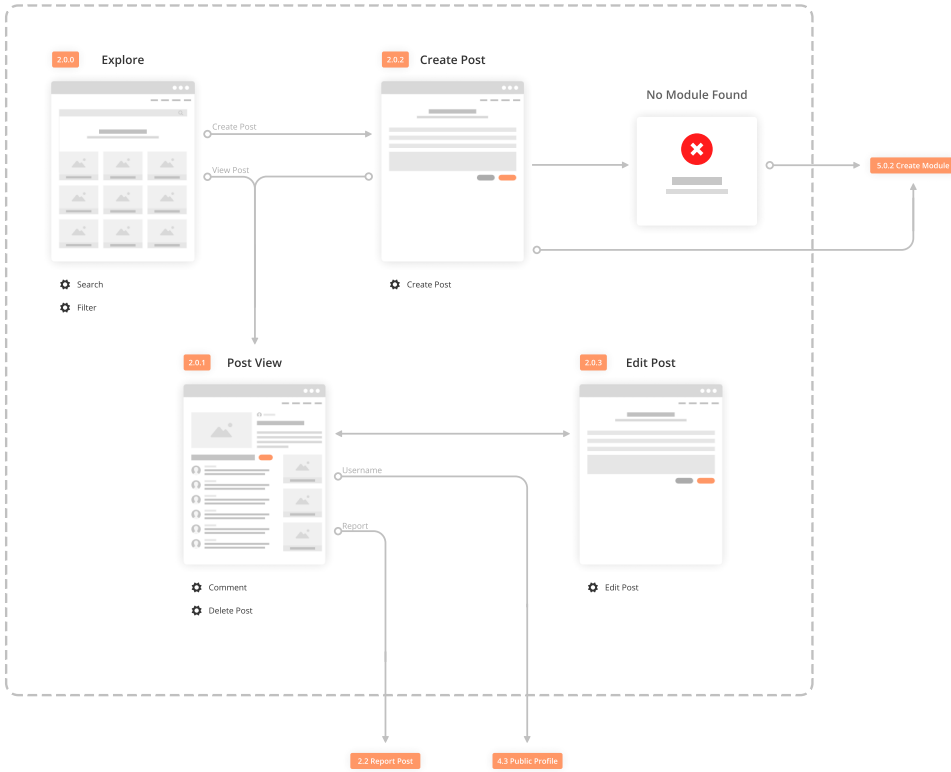 2.0.0 Explore
2.0.2 Create Post
No Module Found
Create Post
View Post
5.0.2 Create Module
Search
Filter
Create Post
2.0.1 Post View
2.0.3 Edit Post
Username
Report
Comment
Delete Post
Edit Post
2.2 Report Post
4.3 Public Profile